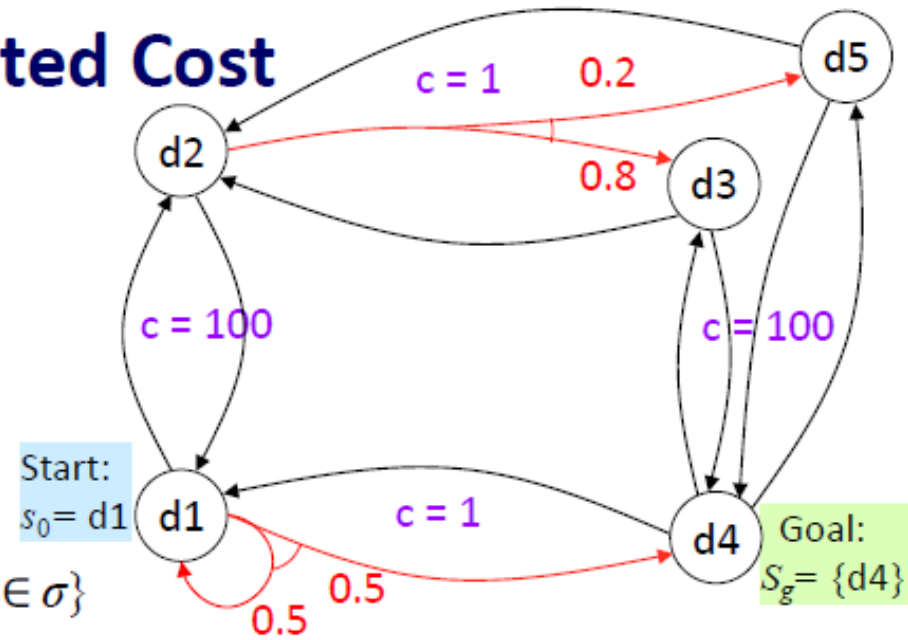 ted Cost
d5
c = 1
0.2
d2
0.8
d3
c = 100
c = 100
Start:
s₀= d1
d1
c = 1
d4
Goal:
S_g= {d4}
0.5
0.5
∈ σ}